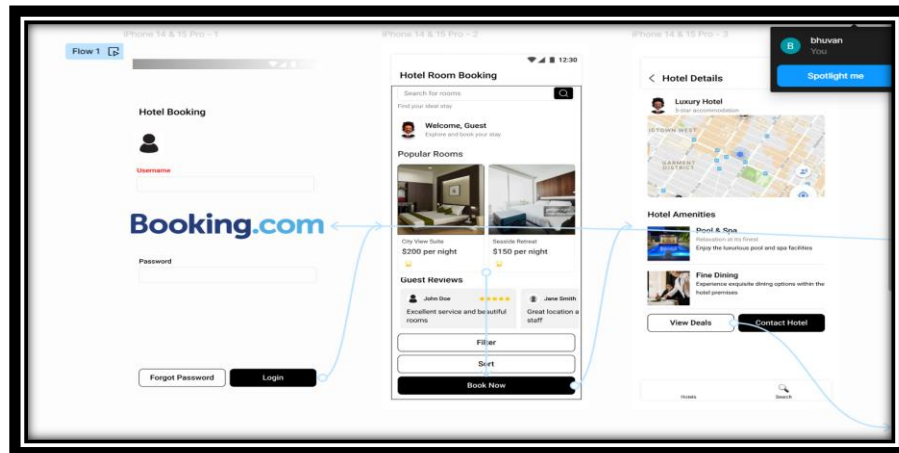 iPhone 14 & 15 Pro - 1
Flow 1
Hotel Booking
Username
Booking.com
Password
Forgot Password
Login
iPhone 14 & 15 Pro - 2
12:30
Hotel Room Booking
Search for rooms
Find your ideal stay
Welcome, Guest
Explore and book your stay
Popular Rooms
City View Suite
$200 per night
Seaside Retreat
$150 per night
Guest Reviews
John Doe
Excellent service and beautiful
rooms
Jane Smith
Great location a
staff
Filter
Sort
Book Now
iPhone 14 & 15 Pro - 3
B
bhuvan
You
Spotlight me
Hotel Details
Luxury Hotel
5-star accommodation
GARMENT
DISTRICT
Hotel Amenities
Pool & Spa
Relaxation at its finest
Enjoy the luxurious pool and spa facilities
Fine Dining
Experience exquisite dining options within the
hotel premises
View Deals
Contact Hotel
Hotels
Search